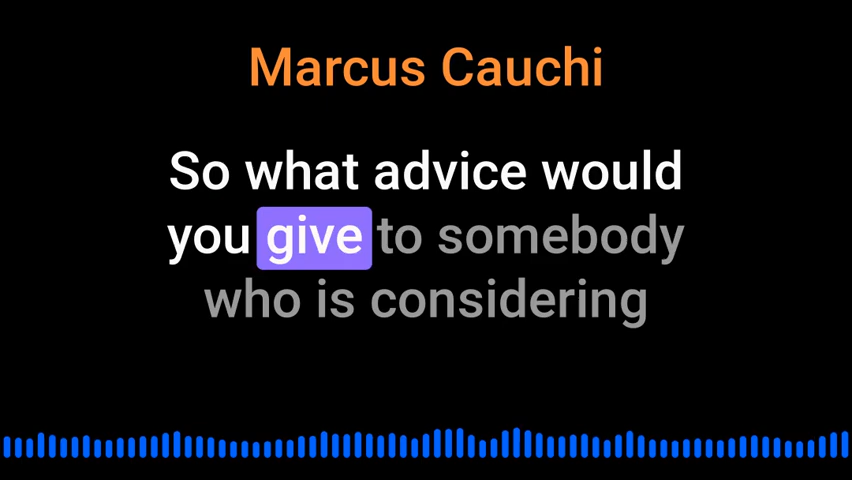 Marcus Cauchi
So what advice would
you give to somebody
who is considering